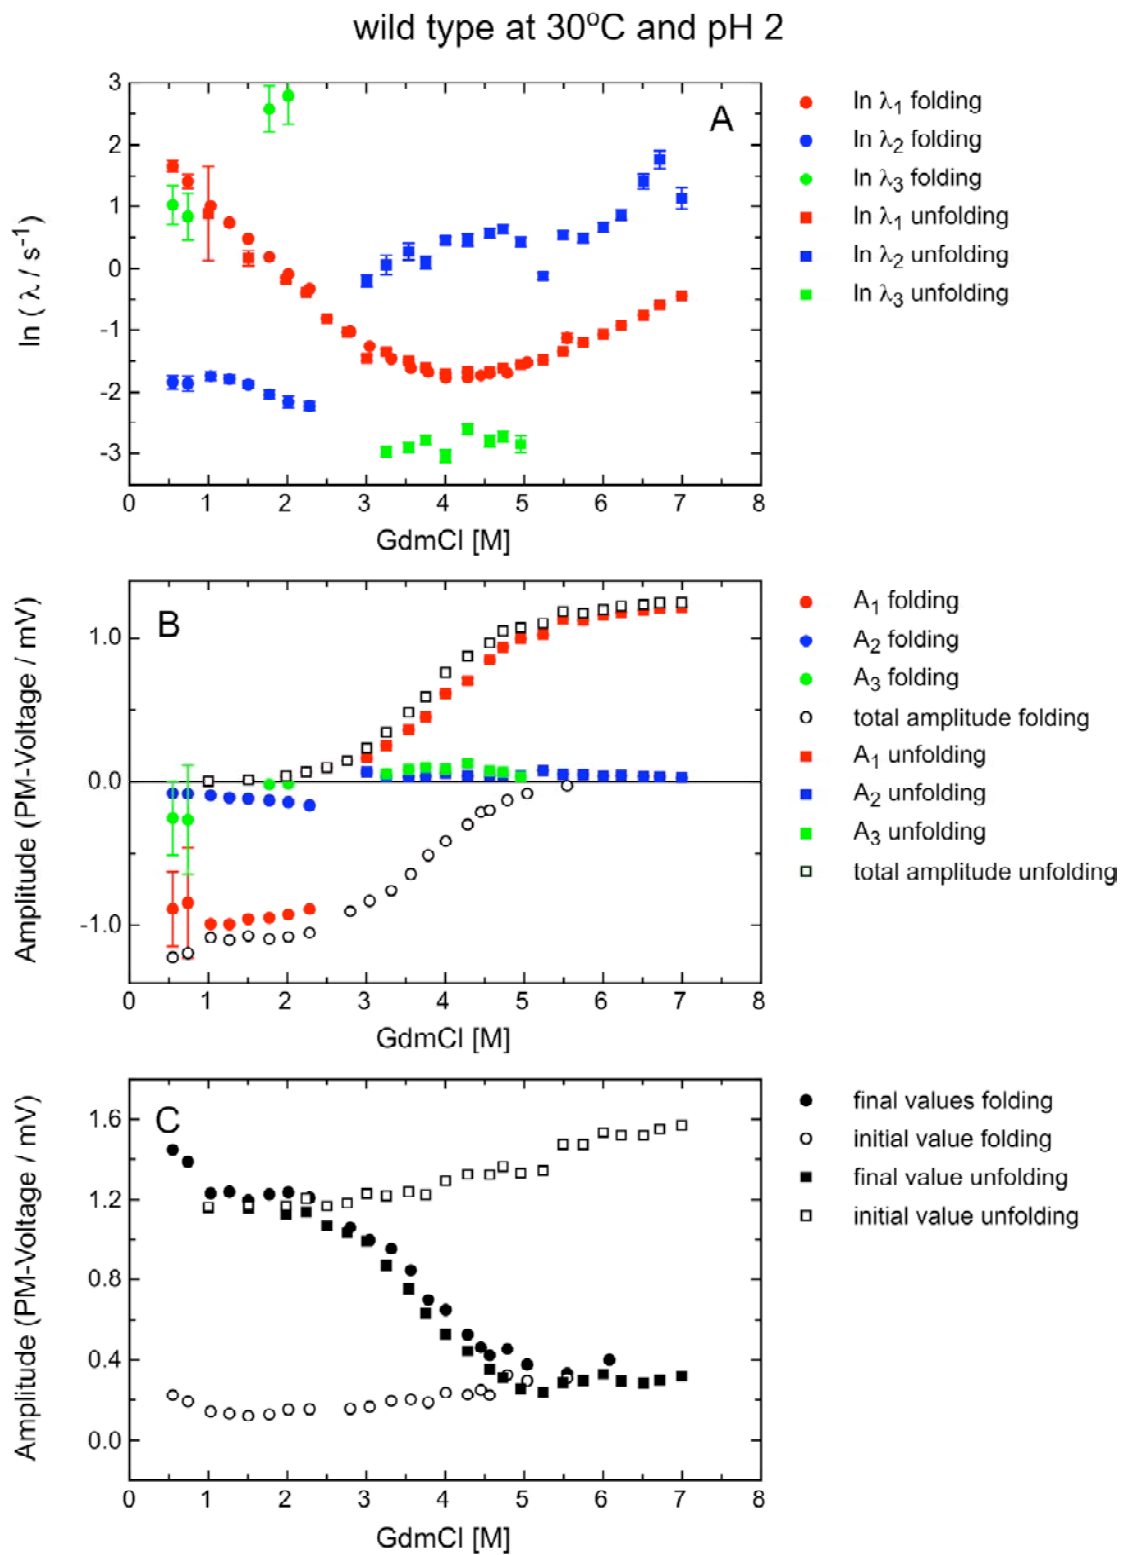 wild type at 30°C and pH 2
A
ln ( λ / s⁻¹)
3
2
1
0
-1
-2
-3
0 1 2 3 4 5 6 7 8
GdmCl [M]
ln λ₁ folding
ln λ₂ folding
ln λ₃ folding
ln λ₁ unfolding
ln λ₂ unfolding
ln λ₃ unfolding
B
Amplitude (PM-Voltage / mV)
1.0
0.0
-1.0
0 1 2 3 4 5 6 7 8
GdmCl [M]
A₁ folding
A₂ folding
A₃ folding
total amplitude folding
A₁ unfolding
A₂ unfolding
A₃ unfolding
total amplitude unfolding
C
Amplitude (PM-Voltage / mV)
1.6
1.2
0.8
0.4
0.0
0 1 2 3 4 5 6 7 8
GdmCl [M]
final values folding
initial value folding
final value unfolding
initial value unfolding